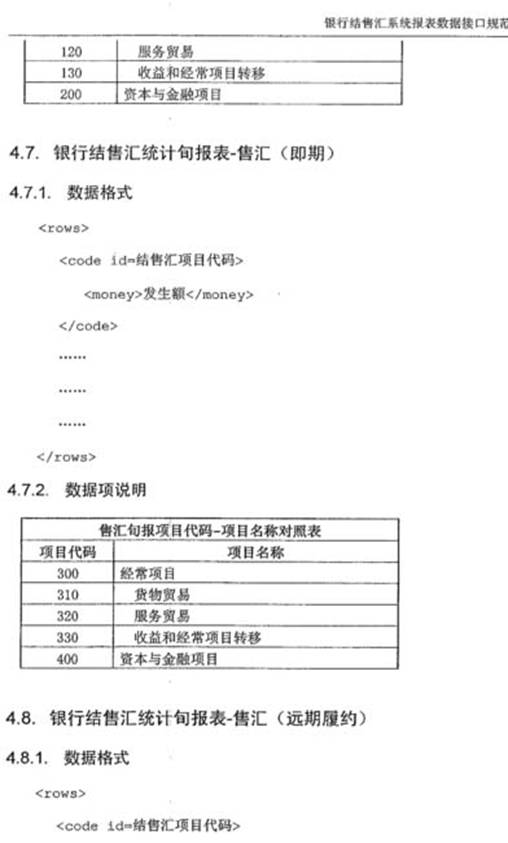 银行结售汇系统报表数据接口规范
120 服务贸易
130 收益和经常项目转移
200 资本与金融项目
4.7. 银行结售汇统计旬报表-售汇（即期）
4.7.1. 数据格式
<rows>
<code id=结售汇项目代码>
<money>发生额</money>
</code>
……
……
……
</rows>
4.7.2. 数据项说明
售汇旬报项目代码-项目名称对照表
项目代码 项目名称
300 经常项目
310 货物贸易
320 服务贸易
330 收益和经常项目转移
400 资本与金融项目
4.8. 银行结售汇统计旬报表-售汇（远期履约）
4.8.1. 数据格式
<rows>
<code id=结售汇项目代码>